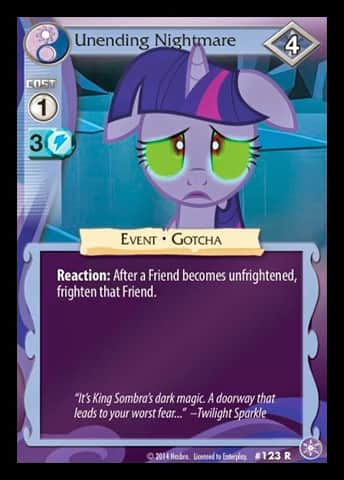 Unending Nightmare
4
COST
1
3
EVENT • GOTCHA
Reaction: After a Friend becomes unfrightened,
frighten that Friend.
"It's King Sombra's dark magic. A doorway that
leads to your worst fear..." –Twilight Sparkle
© 2014 Hasbro. Licensed to Enterplay. #123 R